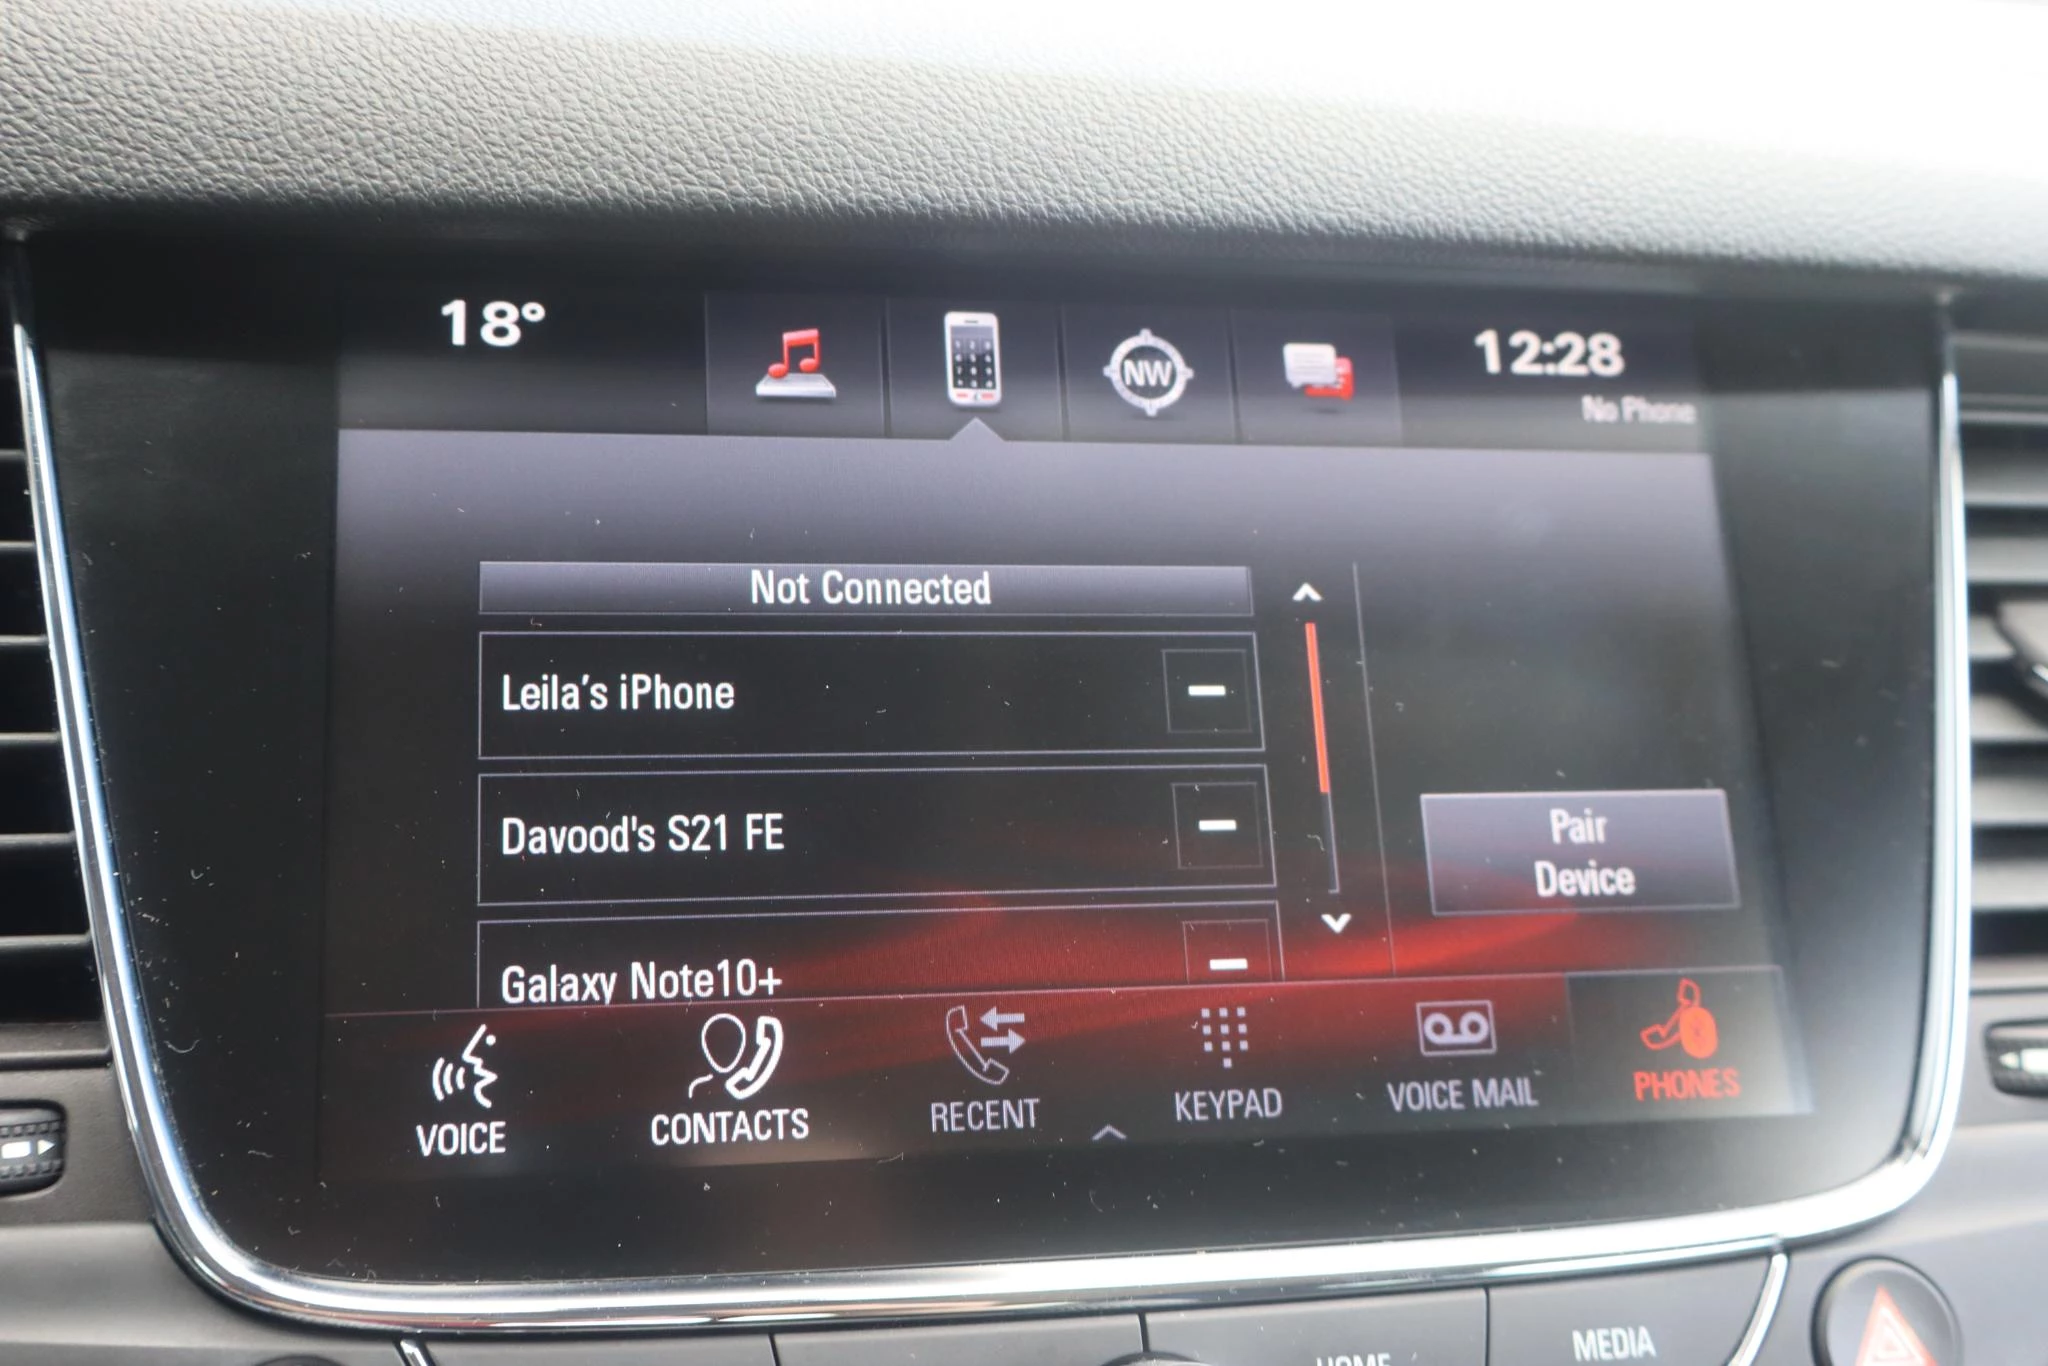 18°
NW
12:28
No Phone
Not Connected
Leila's iPhone
Davood's S21 FE
Pair
Device
Galaxy Note10+
VOICE
CONTACTS
RECENT
KEYPAD
VOICE MAIL
PHONES
HOME
MEDIA